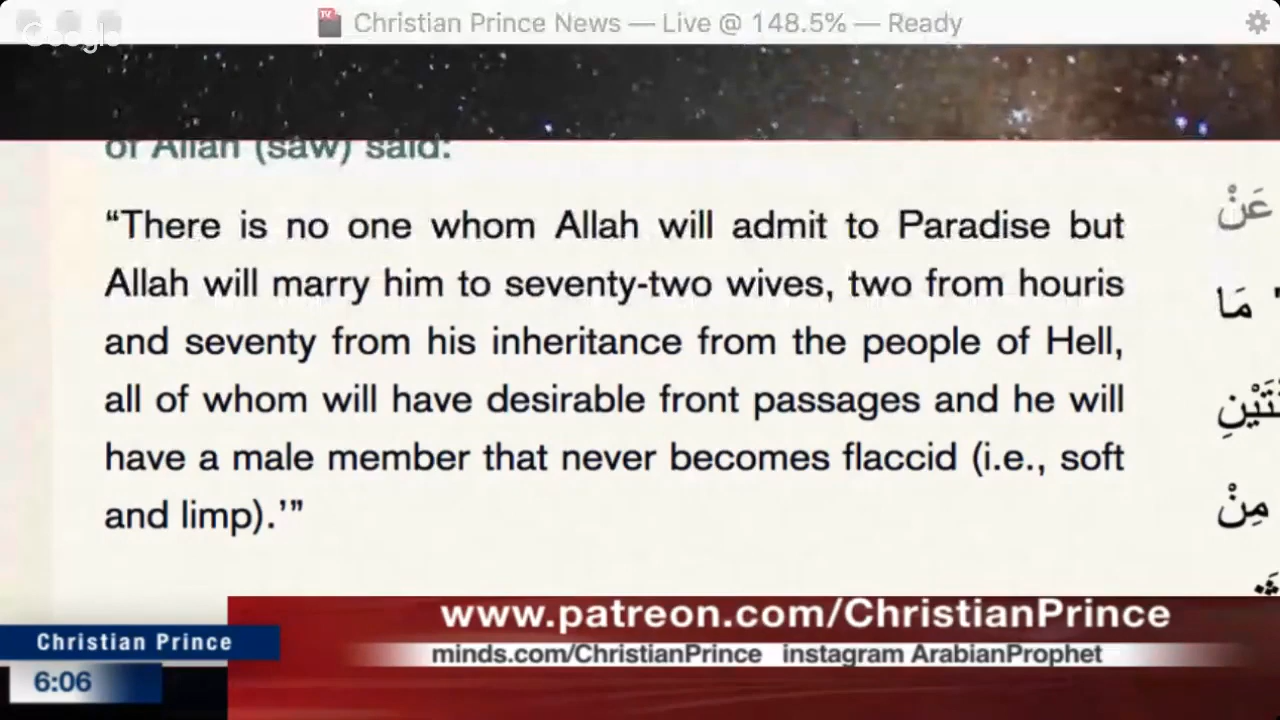 Christian Prince News — Live @ 148.5% — Ready
Google
of Allah (saw) said:
“There is no one whom Allah will admit to Paradise but
Allah will marry him to seventy-two wives, two from houris
and seventy from his inheritance from the people of Hell,
all of whom will have desirable front passages and he will
have a male member that never becomes flaccid (i.e., soft
and limp).’”
عَنْ
مَا
مِنْ
www.patreon.com/ChristianPrince
Christian Prince
minds.com/ChristianPrince instagram ArabianProphet
6:06